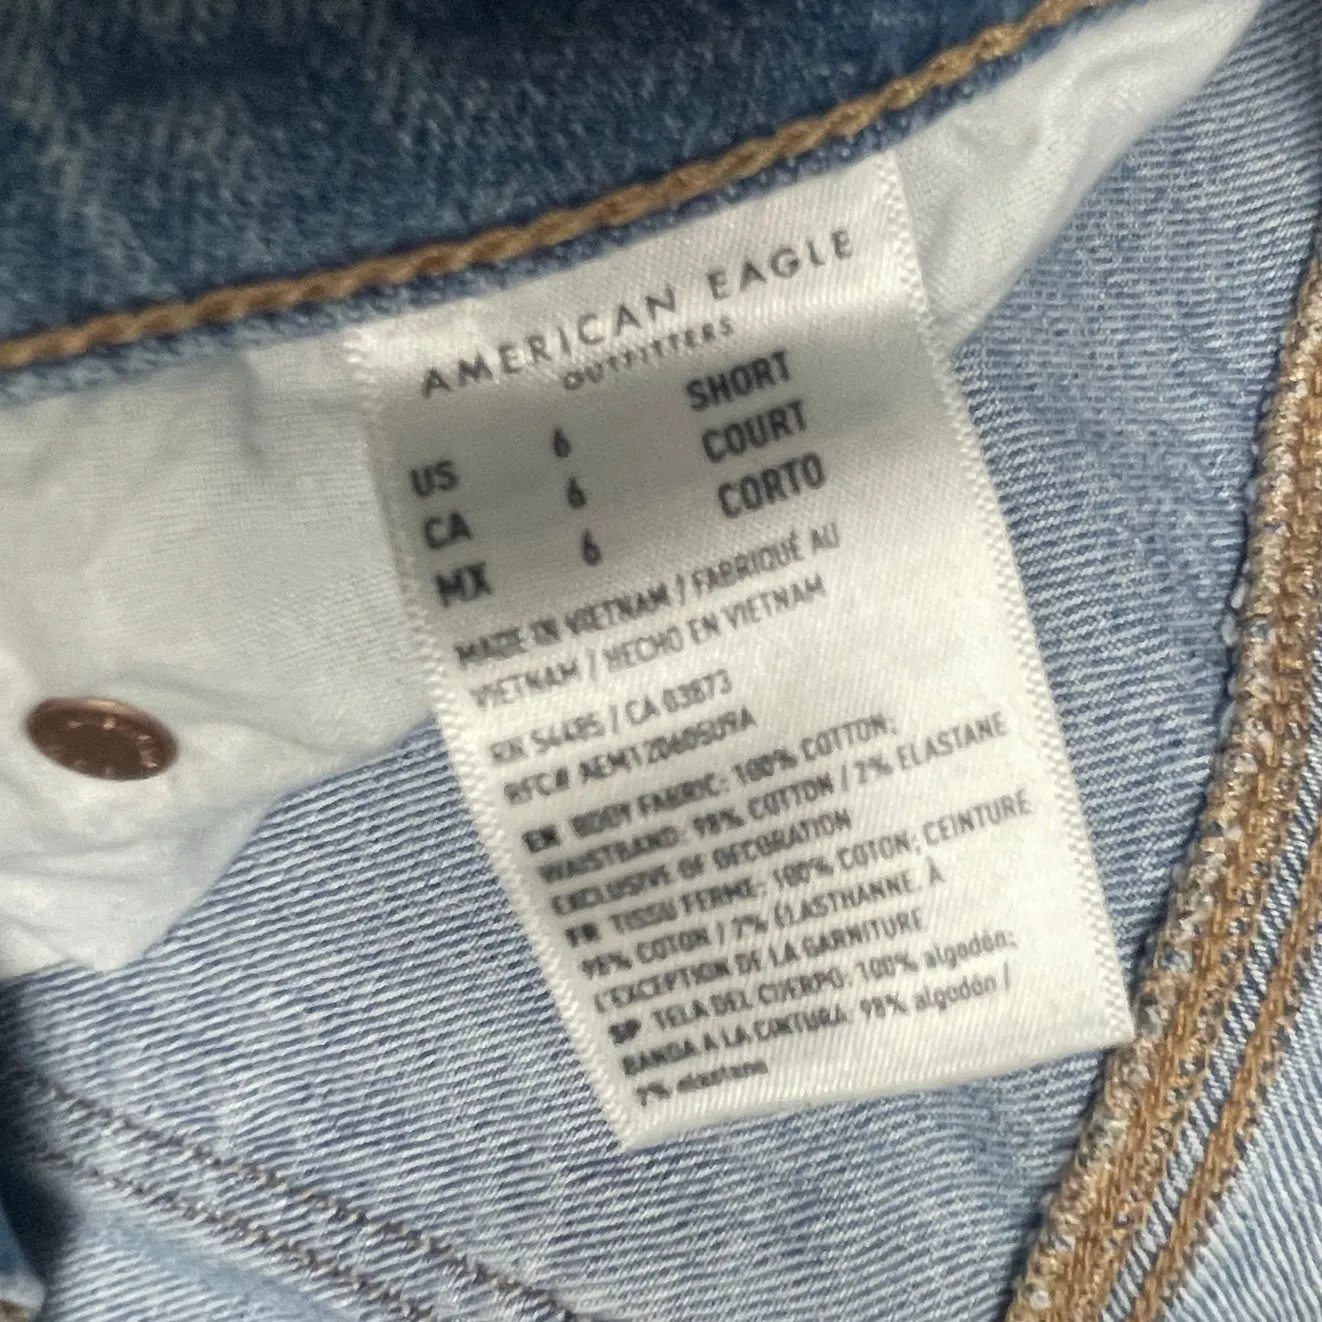 AMERICAN EAGLE
OUTFITTERS
US 6 SHORT
CA 6 COURT
MX 6 CORTO
MADE IN VIETNAM / FABRIQUÉ AU
VIETNAM / HECHO EN VIETNAM
RN 54485 / CA 03873
RFC# AEMT20605U9A
EN BODY FABRIC: 100% COTTON;
WAISTBAND: 98% COTTON / 2% ELASTANE
EXCLUSIVE OF DECORATION
FR TISSU FERME: 100% COTON; CEINTURE
98% COTON / 2% ÉLASTHANNE. À
L'EXCEPTION DE LA GARNITURE
SP TELA DEL CUERPO: 100% algodón;
BANDA A LA CINTURA: 98% algodón /
2% elastano